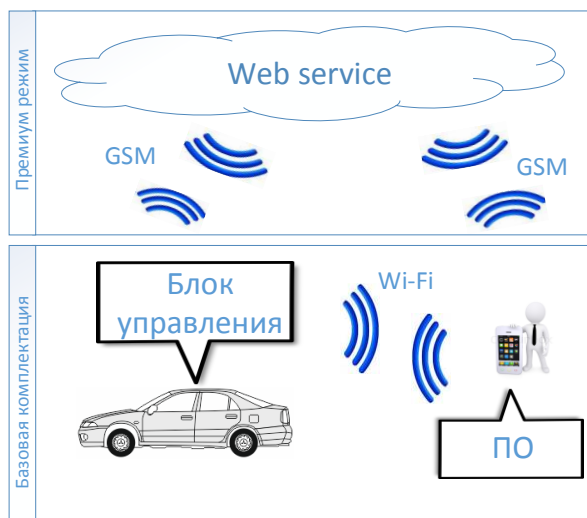 Премиум режим
Web service
GSM
GSM
Базовая комплектация
Блок
управления
Wi-Fi
ПО